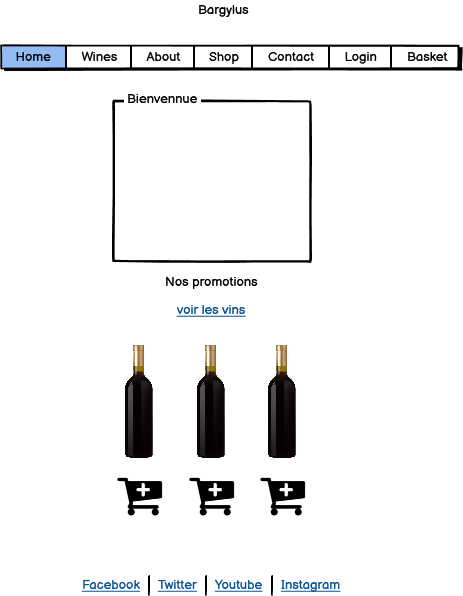 Bargylus
Home Wines About Shop Contact Login Basket
Bienvennue
Nos promotions
voir les vins
Facebook Twitter Youtube Instagram